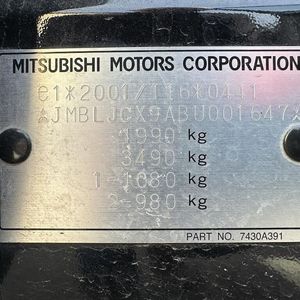 MITSUBISHI MOTORS CORPORATION
e1*2001/116*0411
JMBLJCX9ABU001647
1990 kg
3490 kg
1-1080 kg
2-980 kg
PART NO. 7430A391